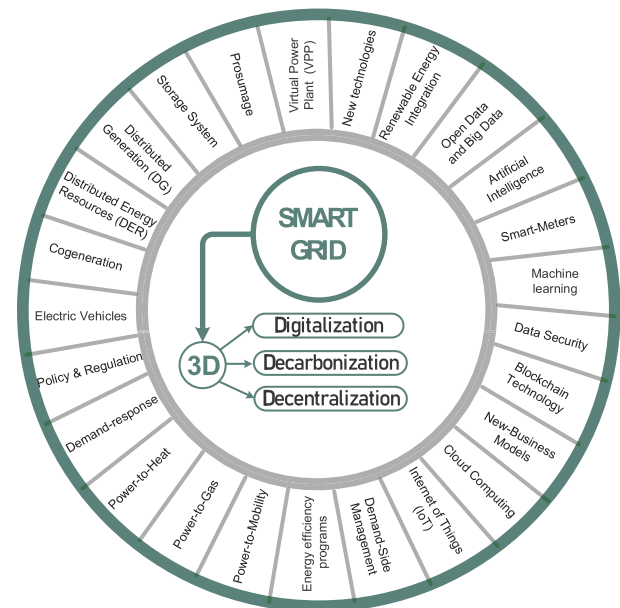 SMART
GRID
3D
Digitalization
Decarbonization
Decentralization
Virtual Power
Plant (VPP)
New technologies
Renewable Energy
Integration
Open Data
and Big Data
Artificial
Intelligence
Smart-Meters
Machine
learning
Data Security
Blockchain
Technology
New-Business
Models
Cloud Computing
Internet of Things
(IoT)
Demand-Side
Management
Energy efficiency
programs
Power-to-Mobility
Power-to-Gas
Power-to-Heat
Demand-response
Policy & Regulation
Electric Vehicles
Cogeneration
Distributed Energy
Resources (DER)
Distributed
Generation (DG)
Storage System
Prosumage